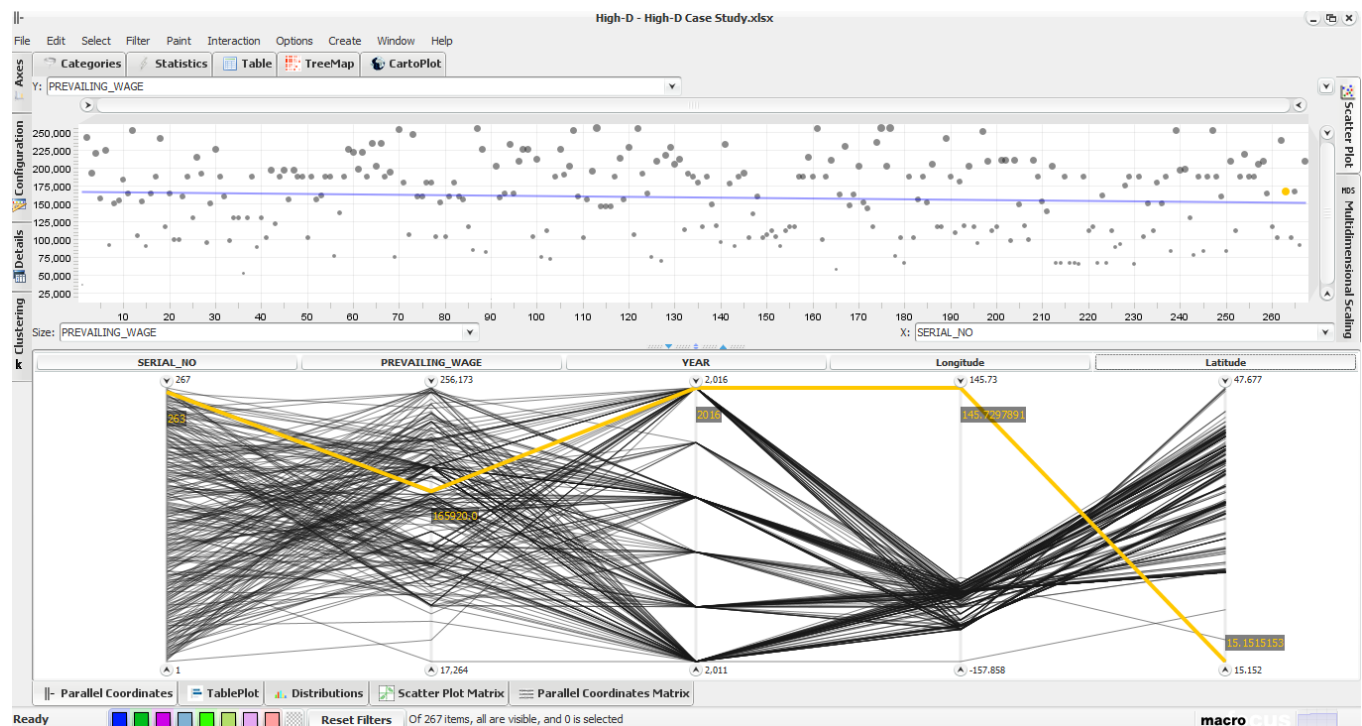 High-D - High-D Case Study.xlsx
File Edit Select Filter Paint Interaction Options Create Window Help
Axes
Categories Statistics Table TreeMap CartoPlot
Y: PREVAILING_WAGE
Scatter Plot
Configuration
250,000
225,000
200,000
175,000
150,000
125,000
100,000
75,000
50,000
25,000
MDS Multidimensional Scaling
Details
Clustering
k
10 20 30 40 50 60 70 80 90 100 110 120 130 140 150 160 170 180 190 200 210 220 230 240 250 260
Size: PREVAILING_WAGE X: SERIAL_NO
SERIAL_NO PREVAILING_WAGE YEAR Longitude Latitude
267 256,173 2,016 145.73 47.677
263 2016 145.7297891
165920.0
15.1515153
1 17,264 2,011 -157.858 15.152
Parallel Coordinates TablePlot Distributions Scatter Plot Matrix Parallel Coordinates Matrix
Ready Reset Filters Of 267 items, all are visible, and 0 is selected macrofocus